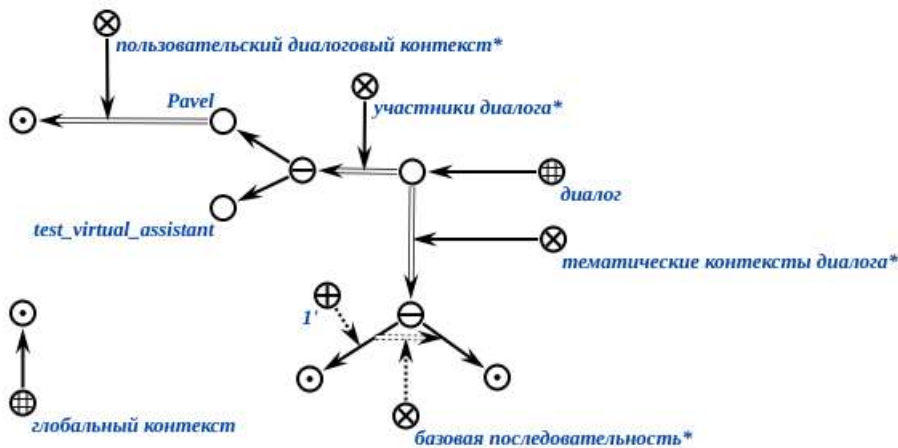 пользовательский диалоговый контекст*
Pavel
участники диалога*
диалог
test_virtual_assistant
тематические контексты диалога*
1'
глобальный контекст
базовая последовательность*